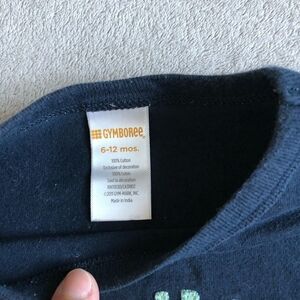 GYMBOREE
6-12 mos.
100% Cotton
Exclusive of decoration
100% Coton
Sauf la décoration
©2015 GYM-MARK, INC.
Made in India